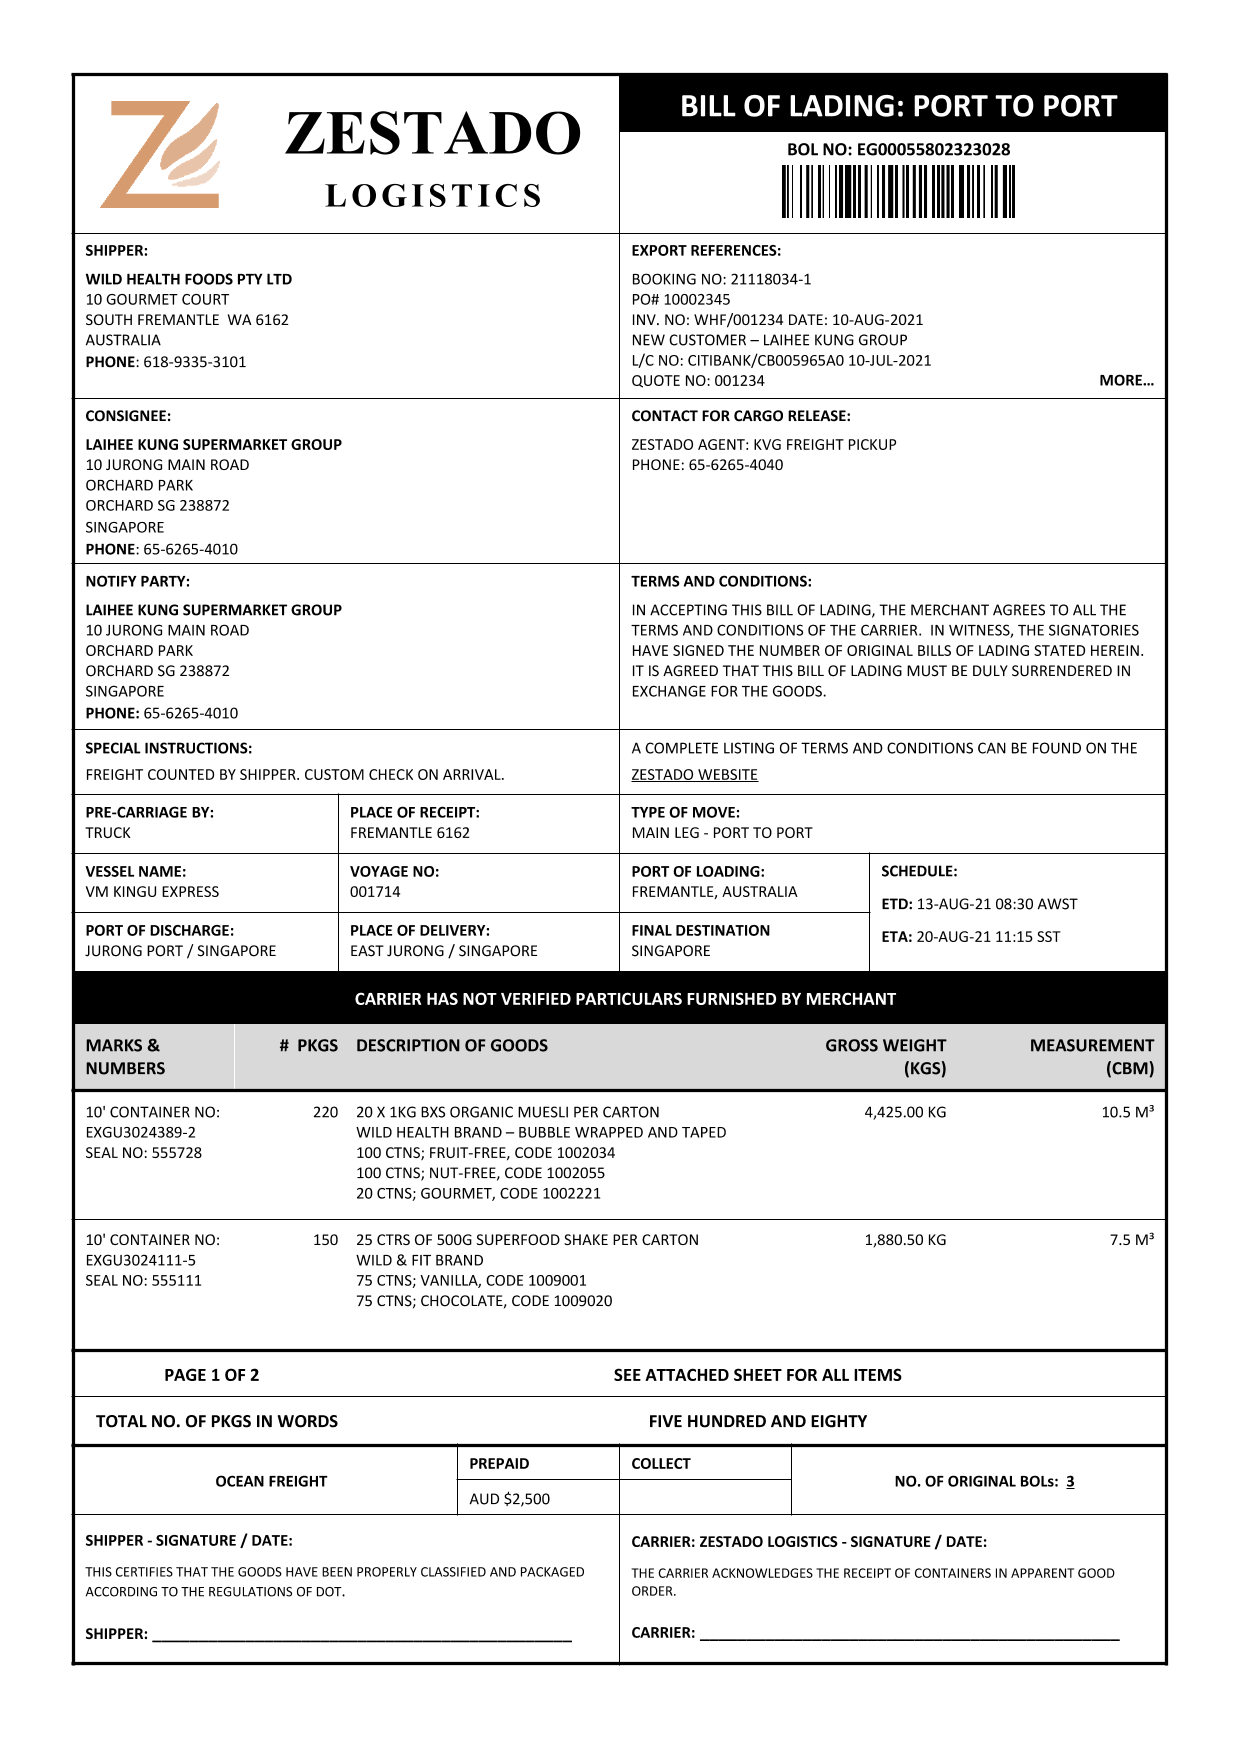 ZESTADO
LOGISTICS
BILL OF LADING: PORT TO PORT
BOL NO: EG00055802323028
SHIPPER:
WILD HEALTH FOODS PTY LTD
10 GOURMET COURT
SOUTH FREMANTLE WA 6162
AUSTRALIA
PHONE: 618-9335-3101
EXPORT REFERENCES:
BOOKING NO: 21118034-1
PO# 10002345
INV. NO: WHF/001234 DATE: 10-AUG-2021
NEW CUSTOMER – LAIHEE KUNG GROUP
L/C NO: CITIBANK/CB005965A0 10-JUL-2021
QUOTE NO: 001234 MORE...
CONSIGNEE:
LAIHEE KUNG SUPERMARKET GROUP
10 JURONG MAIN ROAD
ORCHARD PARK
ORCHARD SG 238872
SINGAPORE
PHONE: 65-6265-4010
CONTACT FOR CARGO RELEASE:
ZESTADO AGENT: KVG FREIGHT PICKUP
PHONE: 65-6265-4040
NOTIFY PARTY:
LAIHEE KUNG SUPERMARKET GROUP
10 JURONG MAIN ROAD
ORCHARD PARK
ORCHARD SG 238872
SINGAPORE
PHONE: 65-6265-4010
TERMS AND CONDITIONS:
IN ACCEPTING THIS BILL OF LADING, THE MERCHANT AGREES TO ALL THE
TERMS AND CONDITIONS OF THE CARRIER. IN WITNESS, THE SIGNATORIES
HAVE SIGNED THE NUMBER OF ORIGINAL BILLS OF LADING STATED HEREIN.
IT IS AGREED THAT THIS BILL OF LADING MUST BE DULY SURRENDERED IN
EXCHANGE FOR THE GOODS.
SPECIAL INSTRUCTIONS:
FREIGHT COUNTED BY SHIPPER. CUSTOM CHECK ON ARRIVAL.
A COMPLETE LISTING OF TERMS AND CONDITIONS CAN BE FOUND ON THE
ZESTADO WEBSITE
PRE-CARRIAGE BY:
TRUCK
PLACE OF RECEIPT:
FREMANTLE 6162
TYPE OF MOVE:
MAIN LEG - PORT TO PORT
VESSEL NAME:
VM KINGU EXPRESS
VOYAGE NO:
001714
PORT OF LOADING:
FREMANTLE, AUSTRALIA
SCHEDULE:
ETD: 13-AUG-21 08:30 AWST
ETA: 20-AUG-21 11:15 SST
PORT OF DISCHARGE:
JURONG PORT / SINGAPORE
PLACE OF DELIVERY:
EAST JURONG / SINGAPORE
FINAL DESTINATION
SINGAPORE
CARRIER HAS NOT VERIFIED PARTICULARS FURNISHED BY MERCHANT
MARKS &
NUMBERS
# PKGS
DESCRIPTION OF GOODS
GROSS WEIGHT
(KGS)
MEASUREMENT
(CBM)
10' CONTAINER NO: 220 20 X 1KG BXS ORGANIC MUESLI PER CARTON 4,425.00 KG 10.5 M³
EXGU3024389-2 WILD HEALTH BRAND – BUBBLE WRAPPED AND TAPED
SEAL NO: 555728 100 CTNS; FRUIT-FREE, CODE 1002034
100 CTNS; NUT-FREE, CODE 1002055
20 CTNS; GOURMET, CODE 1002221
10' CONTAINER NO: 150 25 CTRS OF 500G SUPERFOOD SHAKE PER CARTON 1,880.50 KG 7.5 M³
EXGU3024111-5 WILD & FIT BRAND
SEAL NO: 555111 75 CTNS; VANILLA, CODE 1009001
75 CTNS; CHOCOLATE, CODE 1009020
PAGE 1 OF 2 SEE ATTACHED SHEET FOR ALL ITEMS
TOTAL NO. OF PKGS IN WORDS FIVE HUNDRED AND EIGHTY
OCEAN FREIGHT
PREPAID
AUD $2,500
COLLECT
NO. OF ORIGINAL BOLs: 3
SHIPPER - SIGNATURE / DATE:
THIS CERTIFIES THAT THE GOODS HAVE BEEN PROPERLY CLASSIFIED AND PACKAGED
ACCORDING TO THE REGULATIONS OF DOT.
SHIPPER:
CARRIER: ZESTADO LOGISTICS - SIGNATURE / DATE:
THE CARRIER ACKNOWLEDGES THE RECEIPT OF CONTAINERS IN APPARENT GOOD
ORDER.
CARRIER: